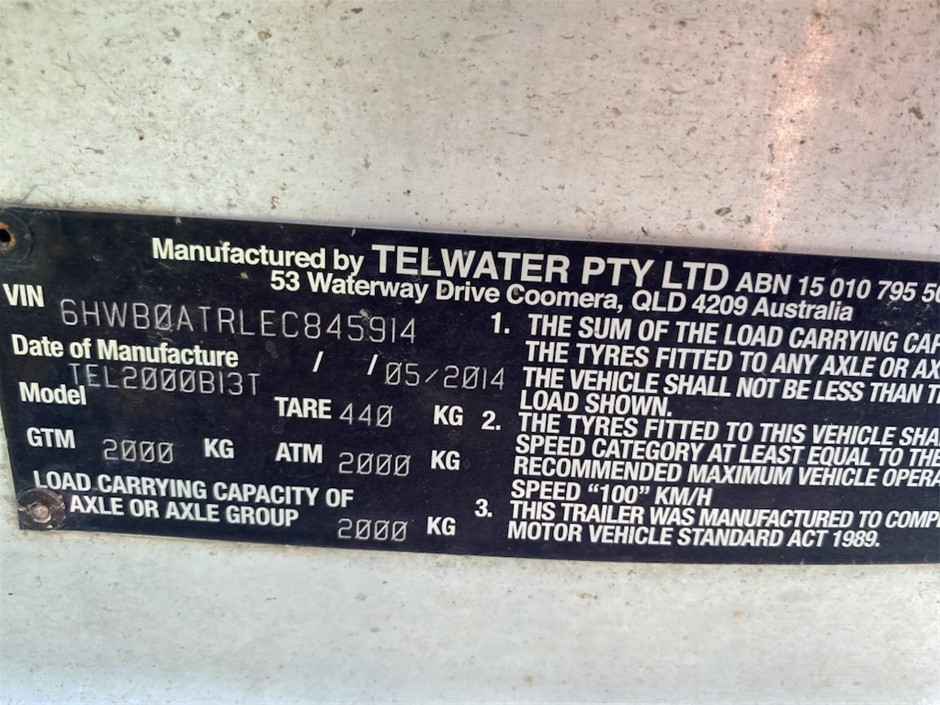 Manufactured by TELWATER PTY LTD ABN 15 010 795
53 Waterway Drive Coomera, QLD 4209 Australia
VIN 6HWB0ATRLEC845914
Date of Manufacture / / 05/2014
Model TEL2000B13T
TARE 440 KG
GTM 2000 KG ATM 2000 KG
LOAD CARRYING CAPACITY OF
AXLE OR AXLE GROUP 2000 KG
1. THE SUM OF THE LOAD CARRYING
THE TYRES FITTED TO ANY AXLE OR
THE VEHICLE SHALL NOT BE LESS THAN
LOAD SHOWN.
2. THE TYRES FITTED TO THIS VEHICLE
SPEED CATEGORY AT LEAST EQUAL TO THE
RECOMMENDED MAXIMUM VEHICLE
SPEED “100” KM/H
3. THIS TRAILER WAS MANUFACTURED TO
MOTOR VEHICLE STANDARD ACT 1989.